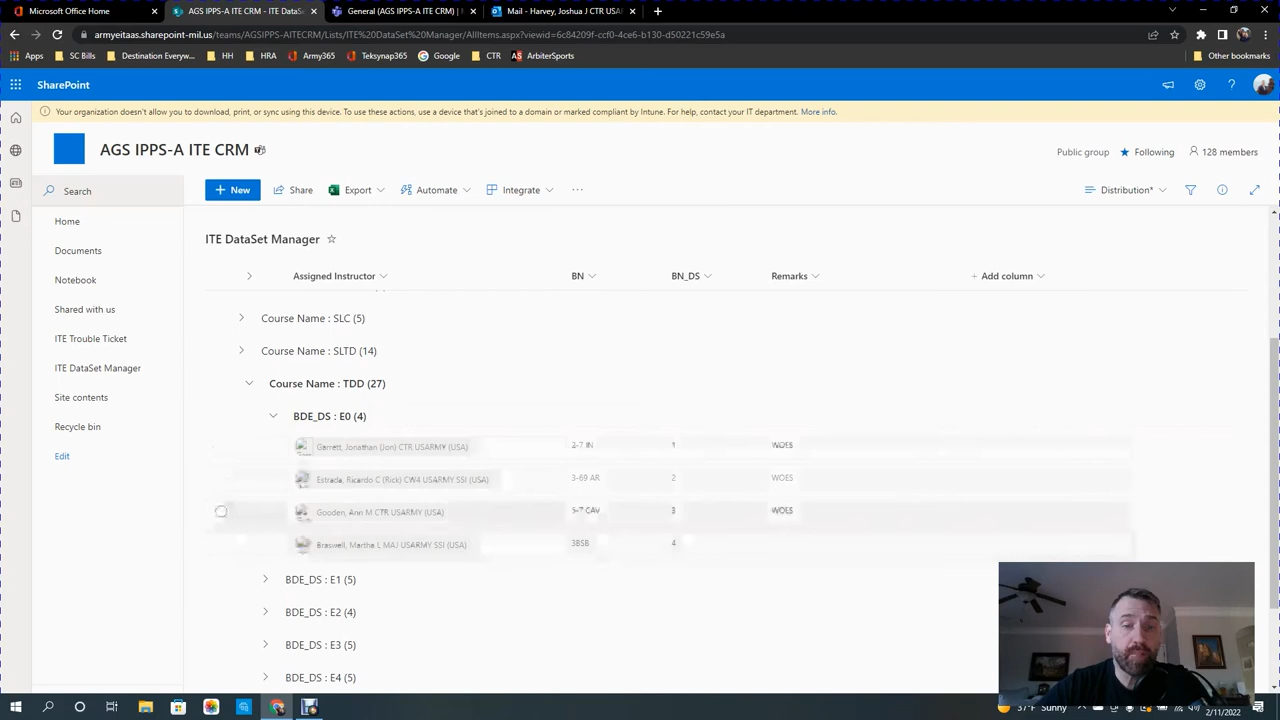 Microsoft Office Home
AGS IPPS-A ITE CRM - ITE DataS
General (AGS IPPS-A ITE CRM) | M
Mail - Harvey, Joshua J CTR USA
armyeitaas.sharepoint-mil.us/teams/AGSIPPS-AITECRM/Lists/ITE%20DataSet%20Manager/AllItems.aspx?viewid=6c84209f-ccf0-4ce6-b130-d50221c59e5a
Apps SC Bills Destination Everyw... HH HRA Army365 Teksynap365 Google CTR ArbiterSports Other bookmarks
SharePoint
Your organization doesn't allow you to download, print, or sync using this device. To use these actions, use a device that's joined to a domain or marked compliant by Intune. For help, contact your IT department. More info.
AGS IPPS-A ITE CRM
Public group Following 128 members
Search
New Share Export Automate Integrate ... Distribution*
Home
Documents
Notebook
Shared with us
ITE Trouble Ticket
ITE DataSet Manager
Site contents
Recycle bin
Edit
ITE DataSet Manager
Assigned Instructor BN BN_DS Remarks + Add column
Course Name : SLC (5)
Course Name : SLTD (14)
Course Name : TDD (27)
BDE_DS : E0 (4)
Garrett, Jonathan (Jon) CTR USARMY (USA) 2-7 IN 1 WOES
Estrada, Ricardo C (Rick) CW4 USARMY SSI (USA) 3-69 AR 2 WOES
Gooden, Ann M CTR USARMY (USA) 5-7 CAV 3 WOES
Braswell, Martha L MAJ USARMY SSI (USA) 3BSB 4
BDE_DS : E1 (5)
BDE_DS : E2 (4)
BDE_DS : E3 (5)
BDE_DS : E4 (5)
37°F Sunny
2/11/2022